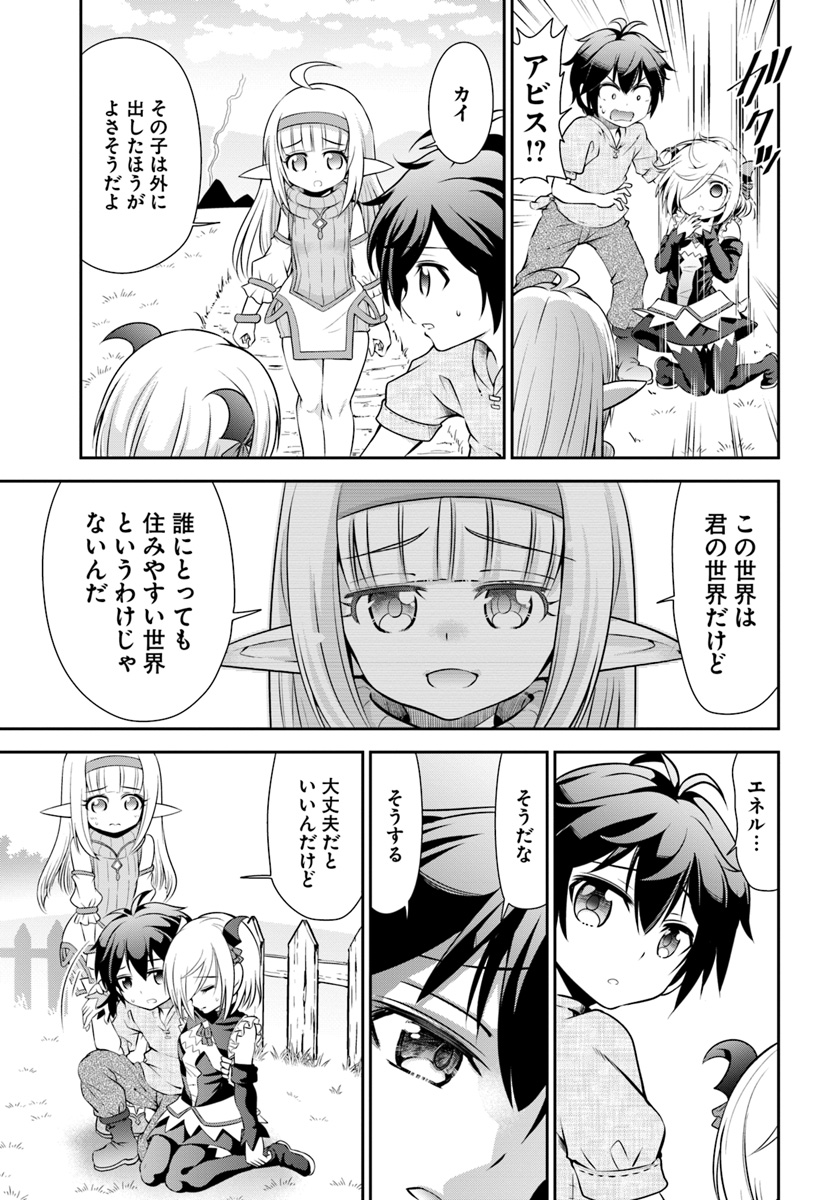 ガクッ
アビス!?
カイ
その子は外に
出したほうが
よさそうだよ
この世界は
君の世界だけど
誰にとっても
住みやすい世界
というわけじゃ
ないんだ
エネル…
そうだな
そうする
大丈夫だと
いいんだけど